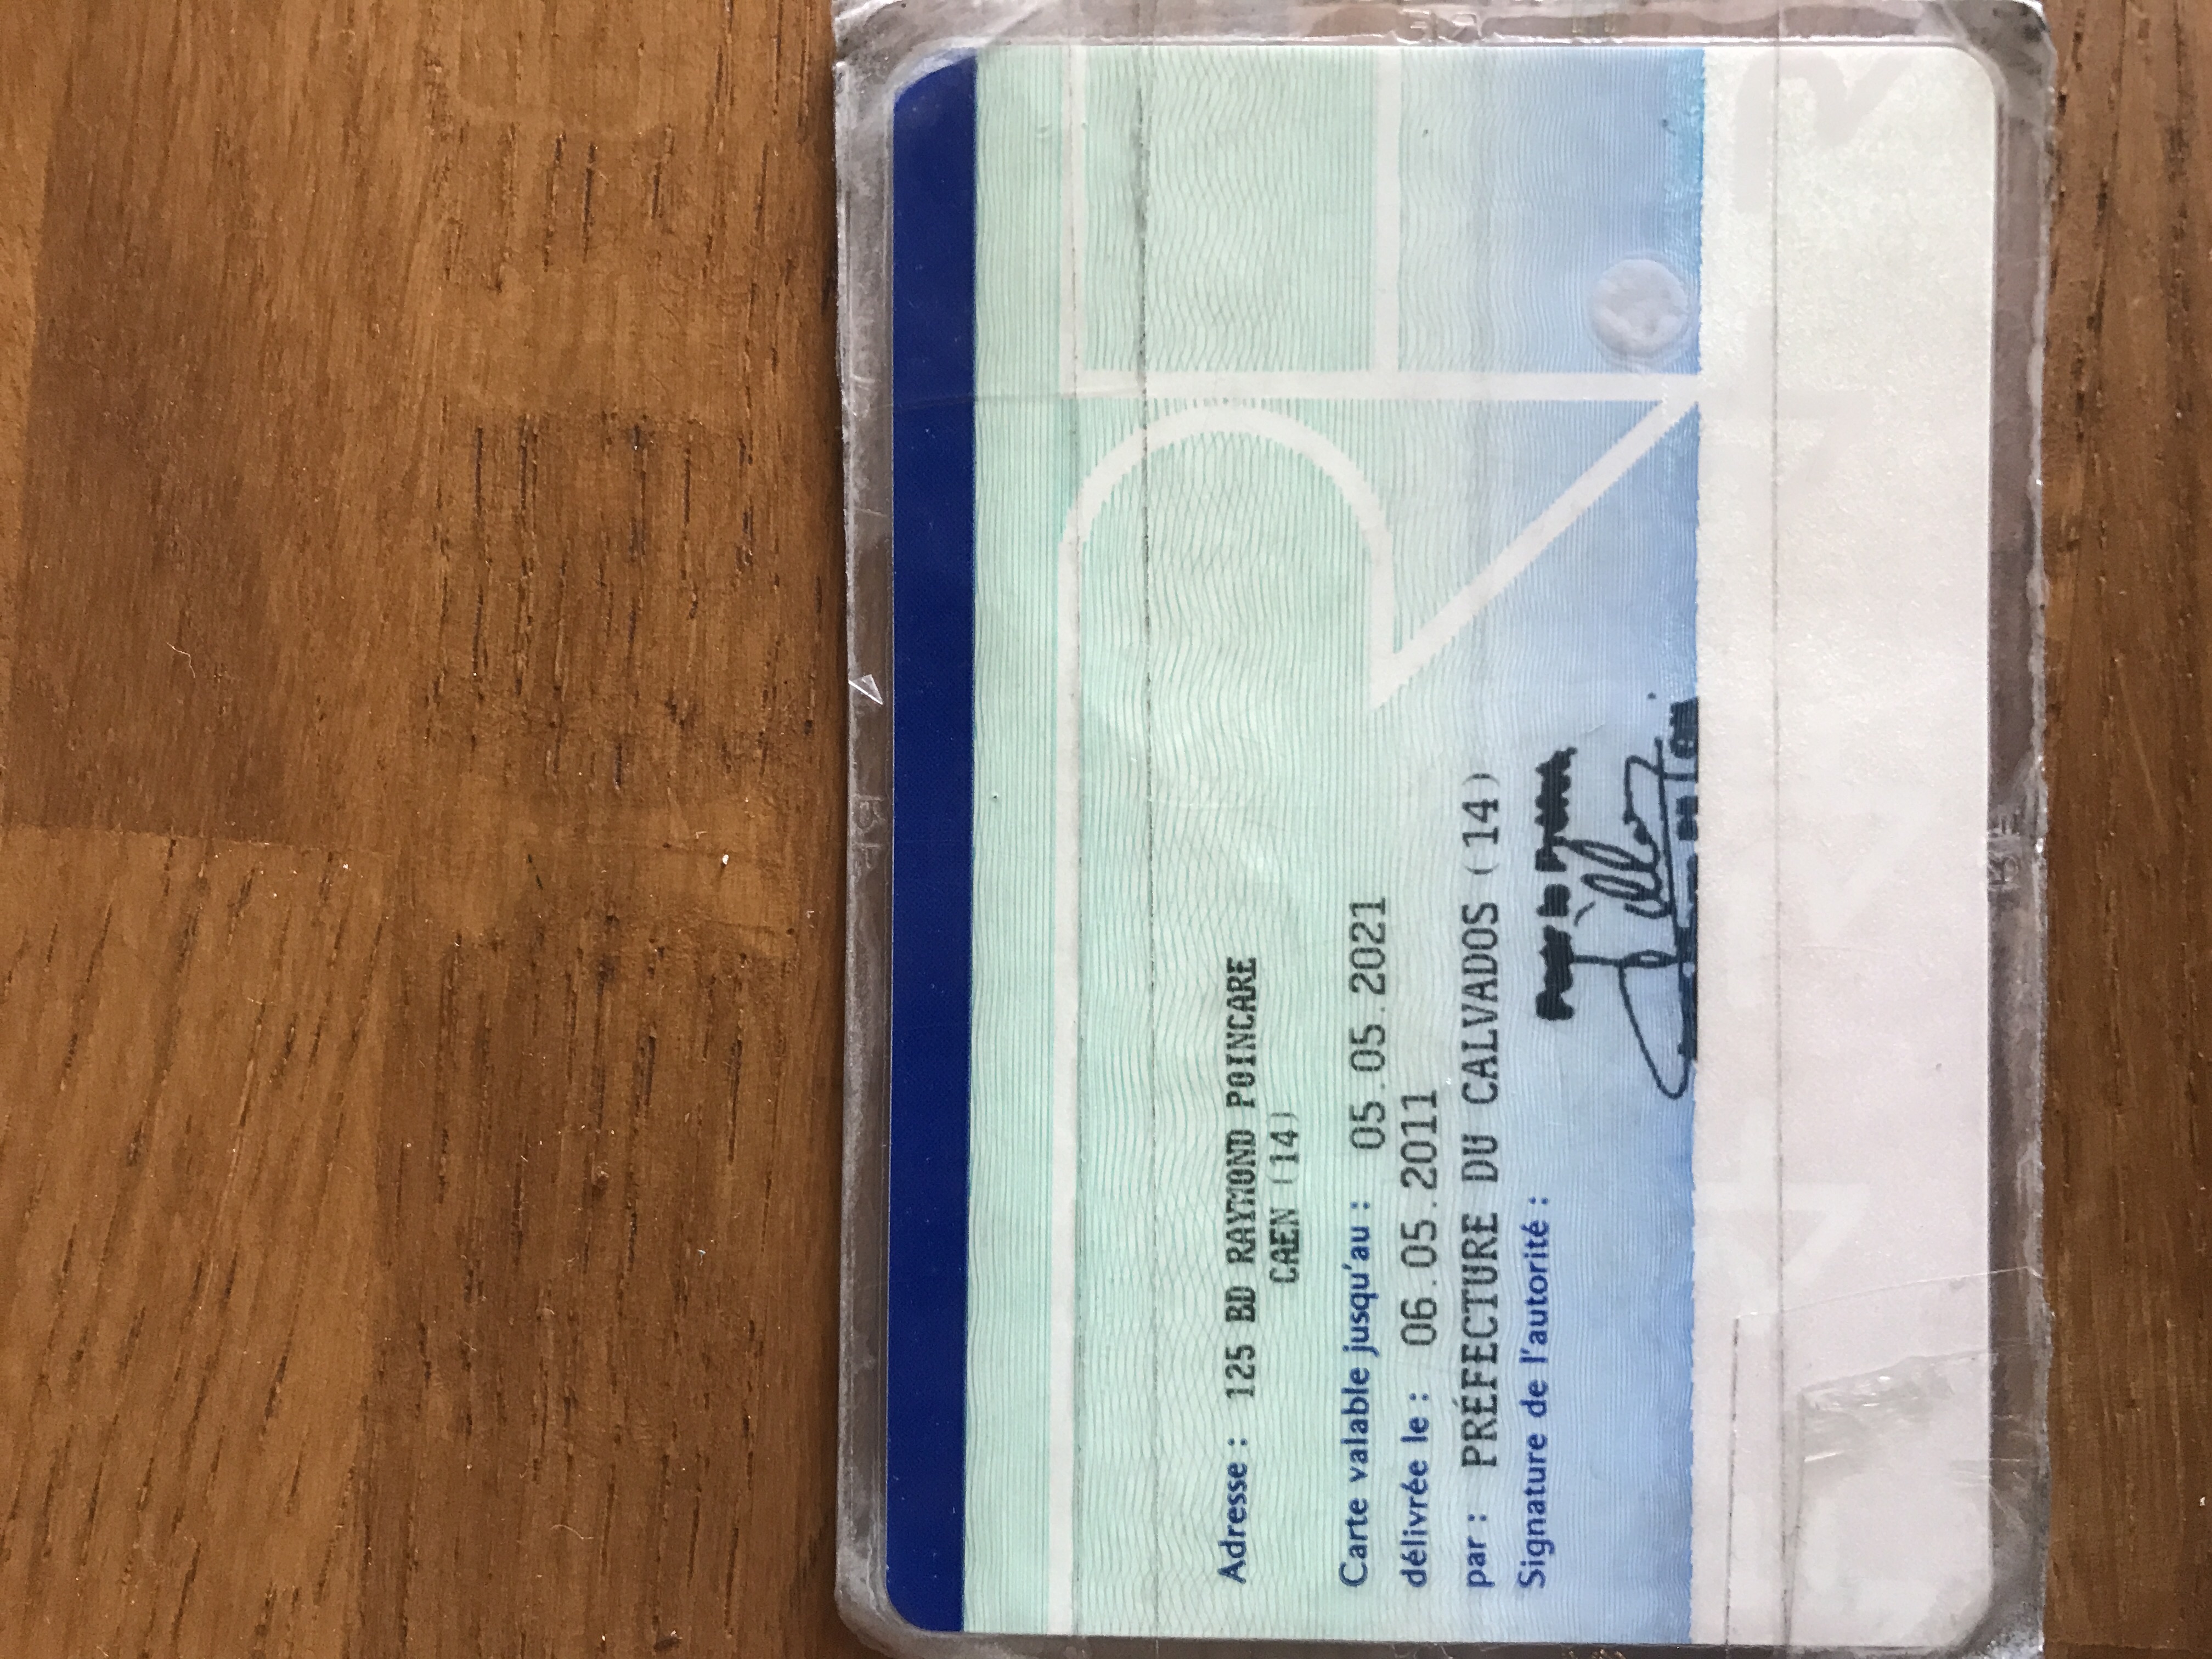 Adresse : 125 BD RAYMOND POINCARE
CAEN (14)
Carte valable jusqu'au : 05.05.2021
délivrée le : 06.05.2011
par : PRÉFECTURE DU CALVADOS (14)
Signature de l'autorité :
RF